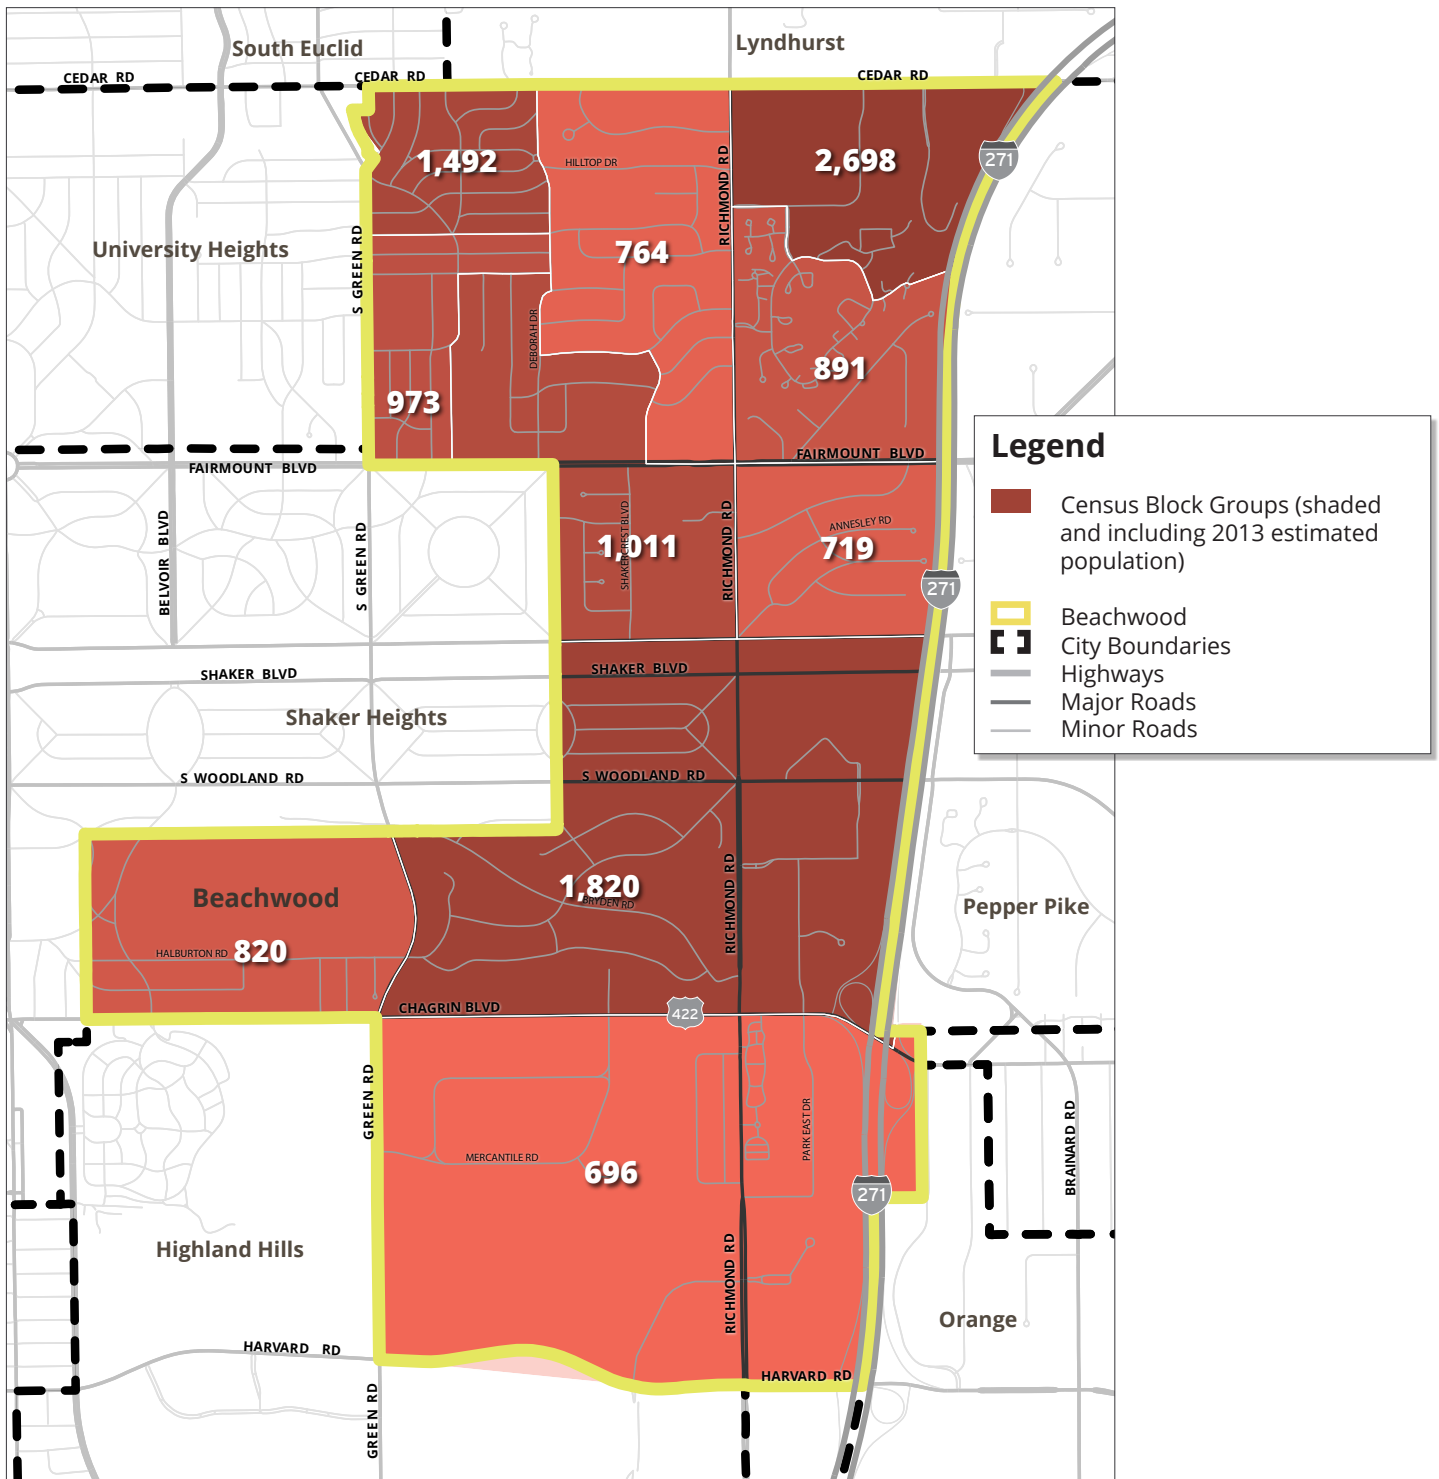 South Euclid
Lyndhurst
CEDAR RD
CEDAR RD
CEDAR RD
1,492
2,698
271
HILLTOP DR
RICHMOND RD
University Heights
S GREEN RD
764
DEBORAH DR
891
973
FAIRMOUNT BLVD
FAIRMOUNT BLVD
Legend
Census Block Groups (shaded
and including 2013 estimated
population)
Beachwood
City Boundaries
Highways
Major Roads
Minor Roads
BELVOIR BLVD
S GREEN RD
SHAKERCREST BLVD
1,011
RICHMOND RD
ANNESLEY RD
719
271
SHAKER BLVD
SHAKER BLVD
Shaker Heights
S WOODLAND RD
S WOODLAND RD
Beachwood
1,820
BRYDEN RD
RICHMOND RD
Pepper Pike
HALBURTON RD
820
CHAGRIN BLVD
422
GREEN RD
MERCANTILE RD
696
PARK EAST DR
BRAINARD RD
271
Highland Hills
RICHMOND RD
Orange
HARVARD RD
HARVARD RD
GREEN RD